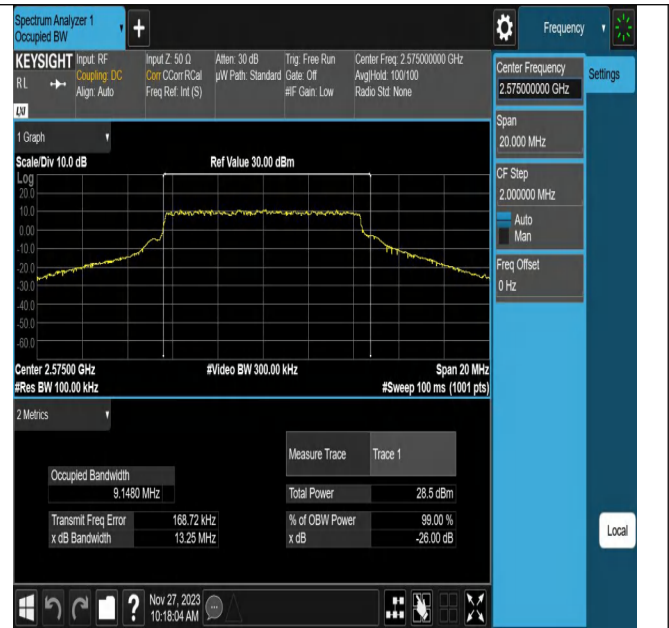 Spectrum Analyzer 1
Occupied BW
+
Frequency
KEYSIGHT
RL
LXI
Input: RF
Coupling: DC
Align: Auto
Input Z: 50 Ω
Corr CCorr RCal
Freq Ref: Int (S)
Atten: 30 dB
µW Path: Standard
Trig: Free Run
Gate: Off
#IF Gain: Low
Center Freq: 2.575000000 GHz
Avg|Hold: 100/100
Radio Std: None
Center Frequency
2.575000000 GHz
Settings
Span
20.000 MHz
CF Step
2.000000 MHz
Auto
Man
Freq Offset
0 Hz
Local
1 Graph
Scale/Div 10.0 dB
Ref Value 30.00 dBm
Log
20.0
10.0
0.00
-10.0
-20.0
-30.0
-40.0
-50.0
-60.0
Center 2.57500 GHz
#Video BW 300.00 kHz
Span 20 MHz
#Res BW 100.00 kHz
#Sweep 100 ms (1001 pts)
2 Metrics
Measure Trace
Trace 1
Occupied Bandwidth
9.1480 MHz
Total Power
28.5 dBm
Transmit Freq Error
168.72 kHz
% of OBW Power
99.00 %
x dB Bandwidth
13.25 MHz
x dB
-26.00 dB
?
Nov 27, 2023
10:18:04 AM